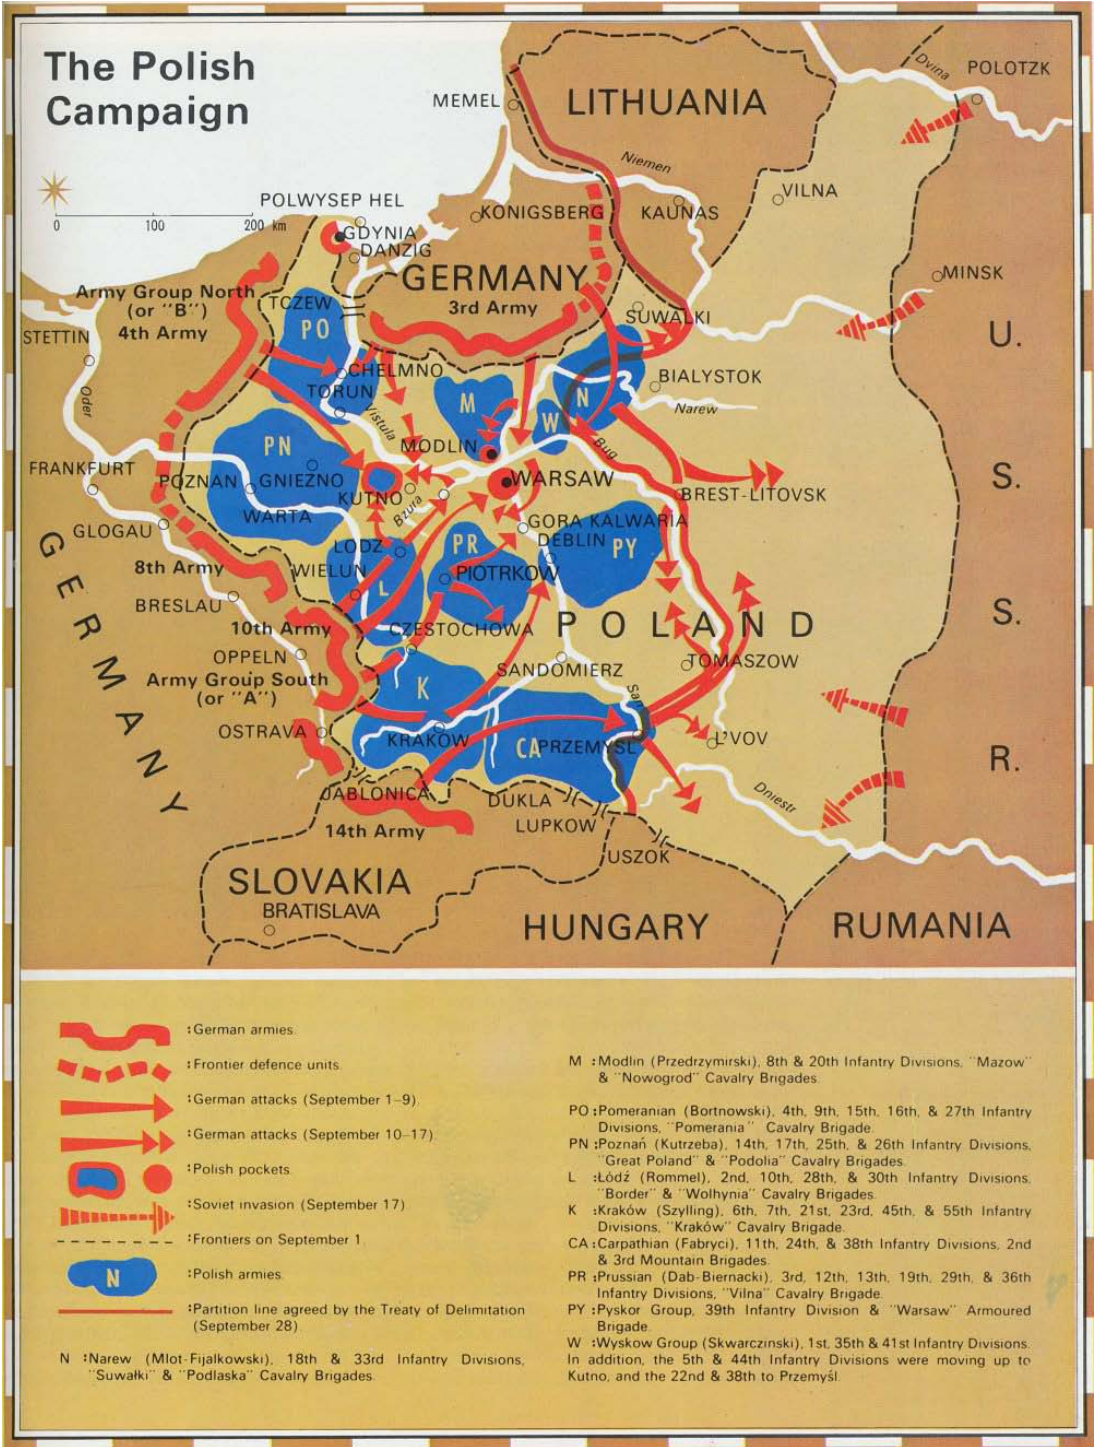 The Polish
Campaign
0 100 200 km
LITHUANIA
MEMEL
Dvina
POLOTZK
Niemen
VILNA
KAUNAS
KONIGSBERG
POLWYSEP HEL
GDYNIA
DANZIG
GERMANY
3rd Army
MINSK
Army Group North
(or "B")
4th Army
TCZEW
PO
SUWALKI
STETTIN
Oder
CHELMNO
TORUN
Vistula
M
N
W
BIALYSTOK
Narew
U.
S.
S.
R.
PN
MODLIN
Bug
FRANKFURT
POZNAN
GNIEZNO
KUTNO
WARSAW
BREST-LITOVSK
WARTA
Bzura
GLOGAU
GORA KALWARIA
DEBLIN
LODZ
PR
PY
8th Army
WIELUN
L
PIOTRKOW
GERMANY
BRESLAU
10th Army
CZESTOCHOWA
POLAND
OPPELN
Army Group South
(or "A")
K
SANDOMIERZ
TOMASZOW
San
OSTRAVA
KRAKOW
CA
PRZEMYSL
L'VOV
JABLONICA
DUKLA
LUPKOW
Dniestr
14th Army
USZOK
SLOVAKIA
BRATISLAVA
HUNGARY
RUMANIA
:German armies.
:Frontier defence units.
:German attacks (September 1–9).
:German attacks (September 10–17).
:Polish pockets.
:Soviet invasion (September 17)
:Frontiers on September 1
N
:Polish armies.
:Partition line agreed by the Treaty of Delimitation
(September 28).
N :Narew (Mlot-Fijalkowski), 18th & 33rd Infantry Divisions,
"Suwałki" & "Podlaska" Cavalry Brigades.
M :Modlin (Przedrzymirski), 8th & 20th Infantry Divisions, "Mazow"
& "Nowogrod" Cavalry Brigades.
PO :Pomeranian (Bortnowski), 4th, 9th, 15th, 16th, & 27th Infantry
Divisions, "Pomerania" Cavalry Brigade.
PN :Poznań (Kutrzeba), 14th, 17th, 25th, & 26th Infantry Divisions,
"Great Poland" & "Podolia" Cavalry Brigades.
L :Łódź (Rommel), 2nd, 10th, 28th, & 30th Infantry Divisions,
"Border" & "Wolhynia" Cavalry Brigades.
K :Kraków (Szylling), 6th, 7th, 21st, 23rd, 45th, & 55th Infantry
Divisions, "Kraków" Cavalry Brigade.
CA :Carpathian (Fabryci), 11th, 24th, & 38th Infantry Divisions, 2nd
& 3rd Mountain Brigades.
PR :Prussian (Dab-Biernacki), 3rd, 12th, 13th, 19th, 29th, & 36th
Infantry Divisions, "Vilna" Cavalry Brigade.
PY :Pyskor Group, 39th Infantry Division & "Warsaw" Armoured
Brigade.
W :Wyskow Group (Skwarczinski), 1st, 35th & 41st Infantry Divisions.
In addition, the 5th & 44th Infantry Divisions were moving up to
Kutno, and the 22nd & 38th to Przemyśl.